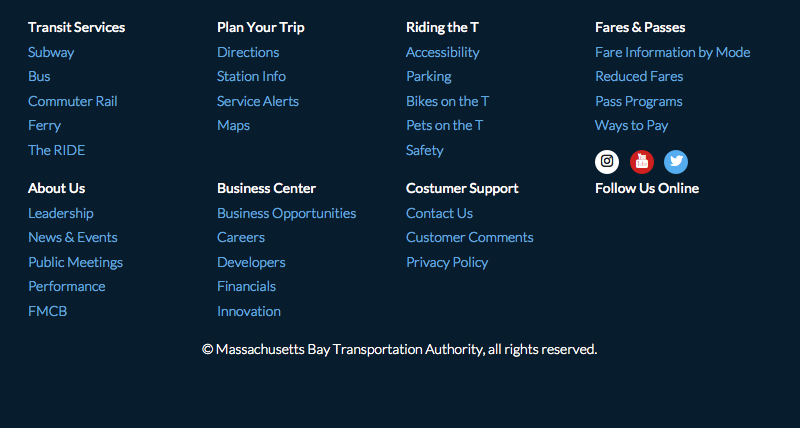 Transit Services
Subway
Bus
Commuter Rail
Ferry
The RIDE
Plan Your Trip
Directions
Station Info
Service Alerts
Maps
Riding the T
Accessibility
Parking
Bikes on the T
Pets on the T
Safety
Fares & Passes
Fare Information by Mode
Reduced Fares
Pass Programs
Ways to Pay
About Us
Leadership
News & Events
Public Meetings
Performance
FMCB
Business Center
Business Opportunities
Careers
Developers
Financials
Innovation
Costumer Support
Contact Us
Customer Comments
Privacy Policy
Follow Us Online
© Massachusetts Bay Transportation Authority, all rights reserved.